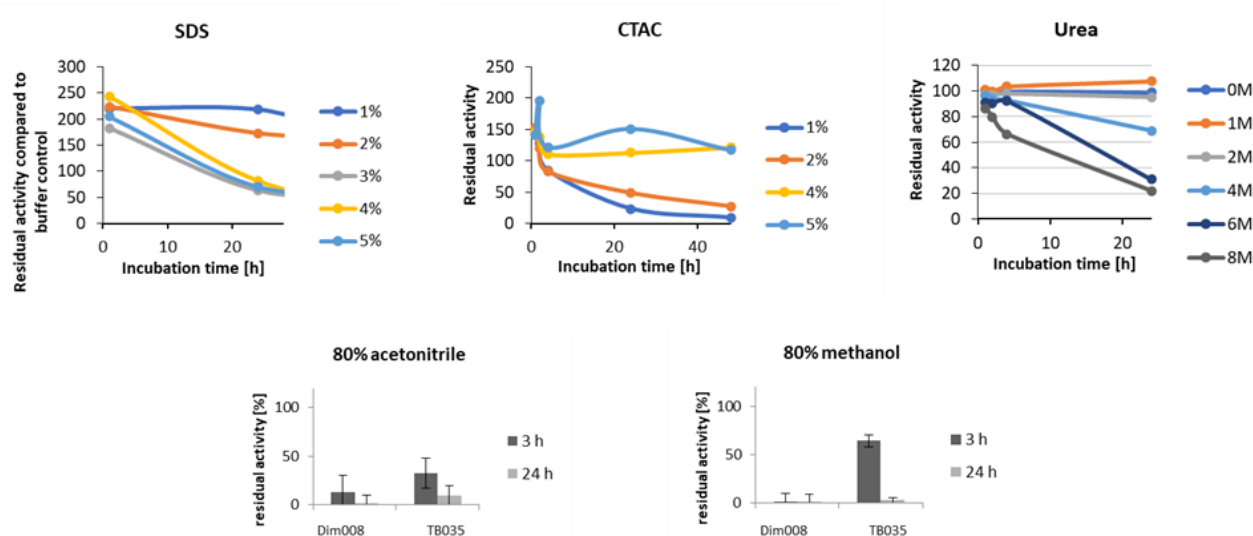 SDS
Residual activity compared to
buffer control
300
250
200
150
100
50
0
0
10
20
Incubation time [h]
1%
2%
3%
4%
5%
CTAC
Residual activity
250
200
150
100
50
0
0
20
40
Incubation time [h]
1%
2%
4%
5%
Urea
Residual activity
120
100
80
60
40
20
0
0
10
20
Incubation time [h]
0M
1M
2M
4M
6M
8M
80% acetonitrile
residual activity [%]
100
50
0
Dim008
TB035
3 h
24 h
80% methanol
residual activity [%]
100
50
0
Dim008
TB035
3 h
24 h